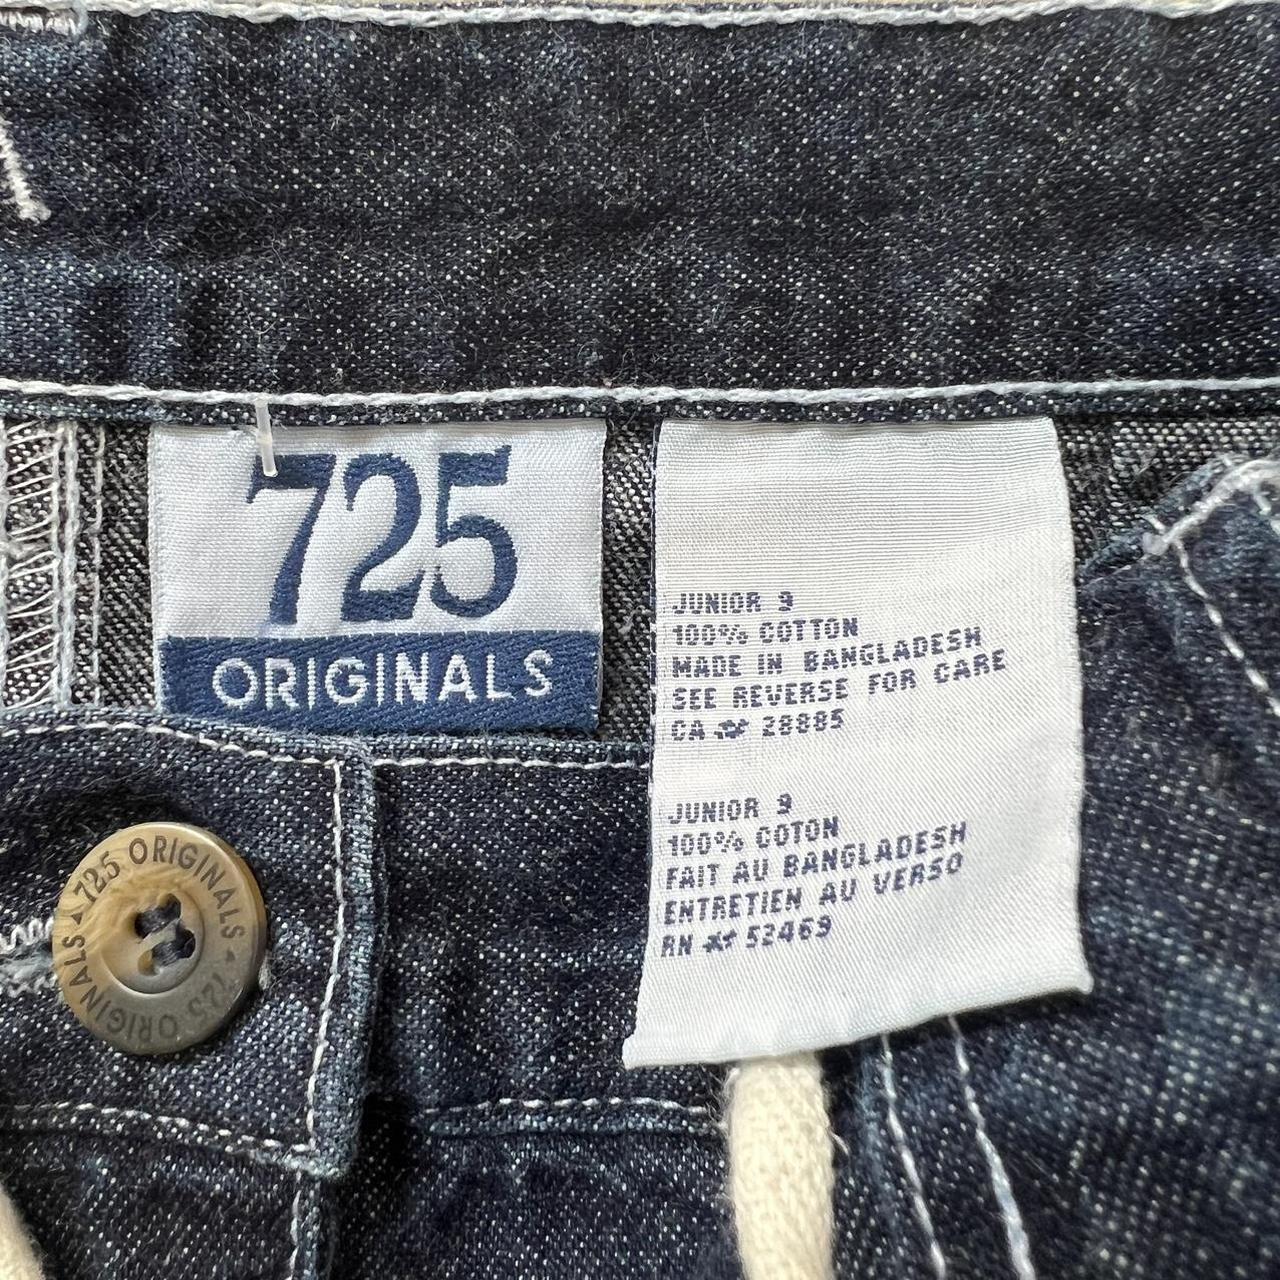 725
ORIGINALS
JUNIOR 9
100% COTTON
MADE IN BANGLADESH
SEE REVERSE FOR CARE
CA # 28885
JUNIOR 9
100% COTON
FAIT AU BANGLADESH
ENTRETIEN AU VERSO
RN # 52469
725 ORIGINALS
725 ORIGINALS